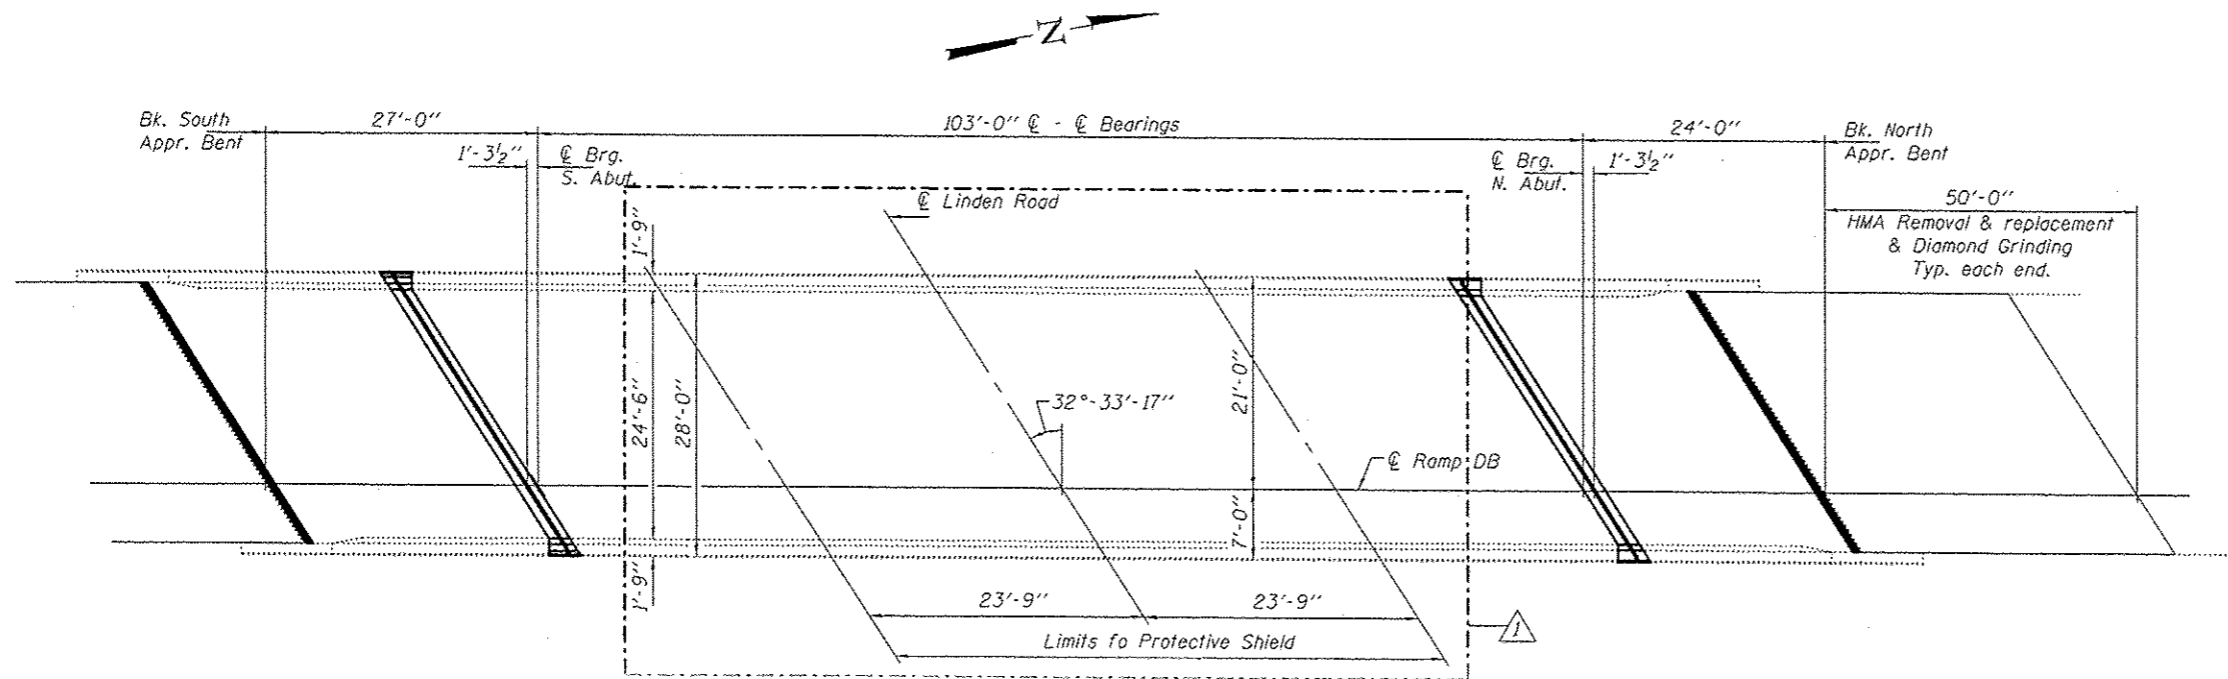 Z
Bk. South
Appr. Bent
27'-0"
103'-0" ℄ - ℄ Bearings
24'-0"
Bk. North
Appr. Bent
1'-3½"
℄ Brg.
S. Abut.
℄ Brg.
N. Abut.
1'-3½"
50'-0"
HMA Removal & replacement
& Diamond Grinding
Typ. each end.
℄ Linden Road
1'-9"
24'-6"
28'-0"
1'-9"
32°-33'-17"
21'-0"
7'-0"
℄ Ramp DB
23'-9"
23'-9"
Limits fo Protective Shield
1